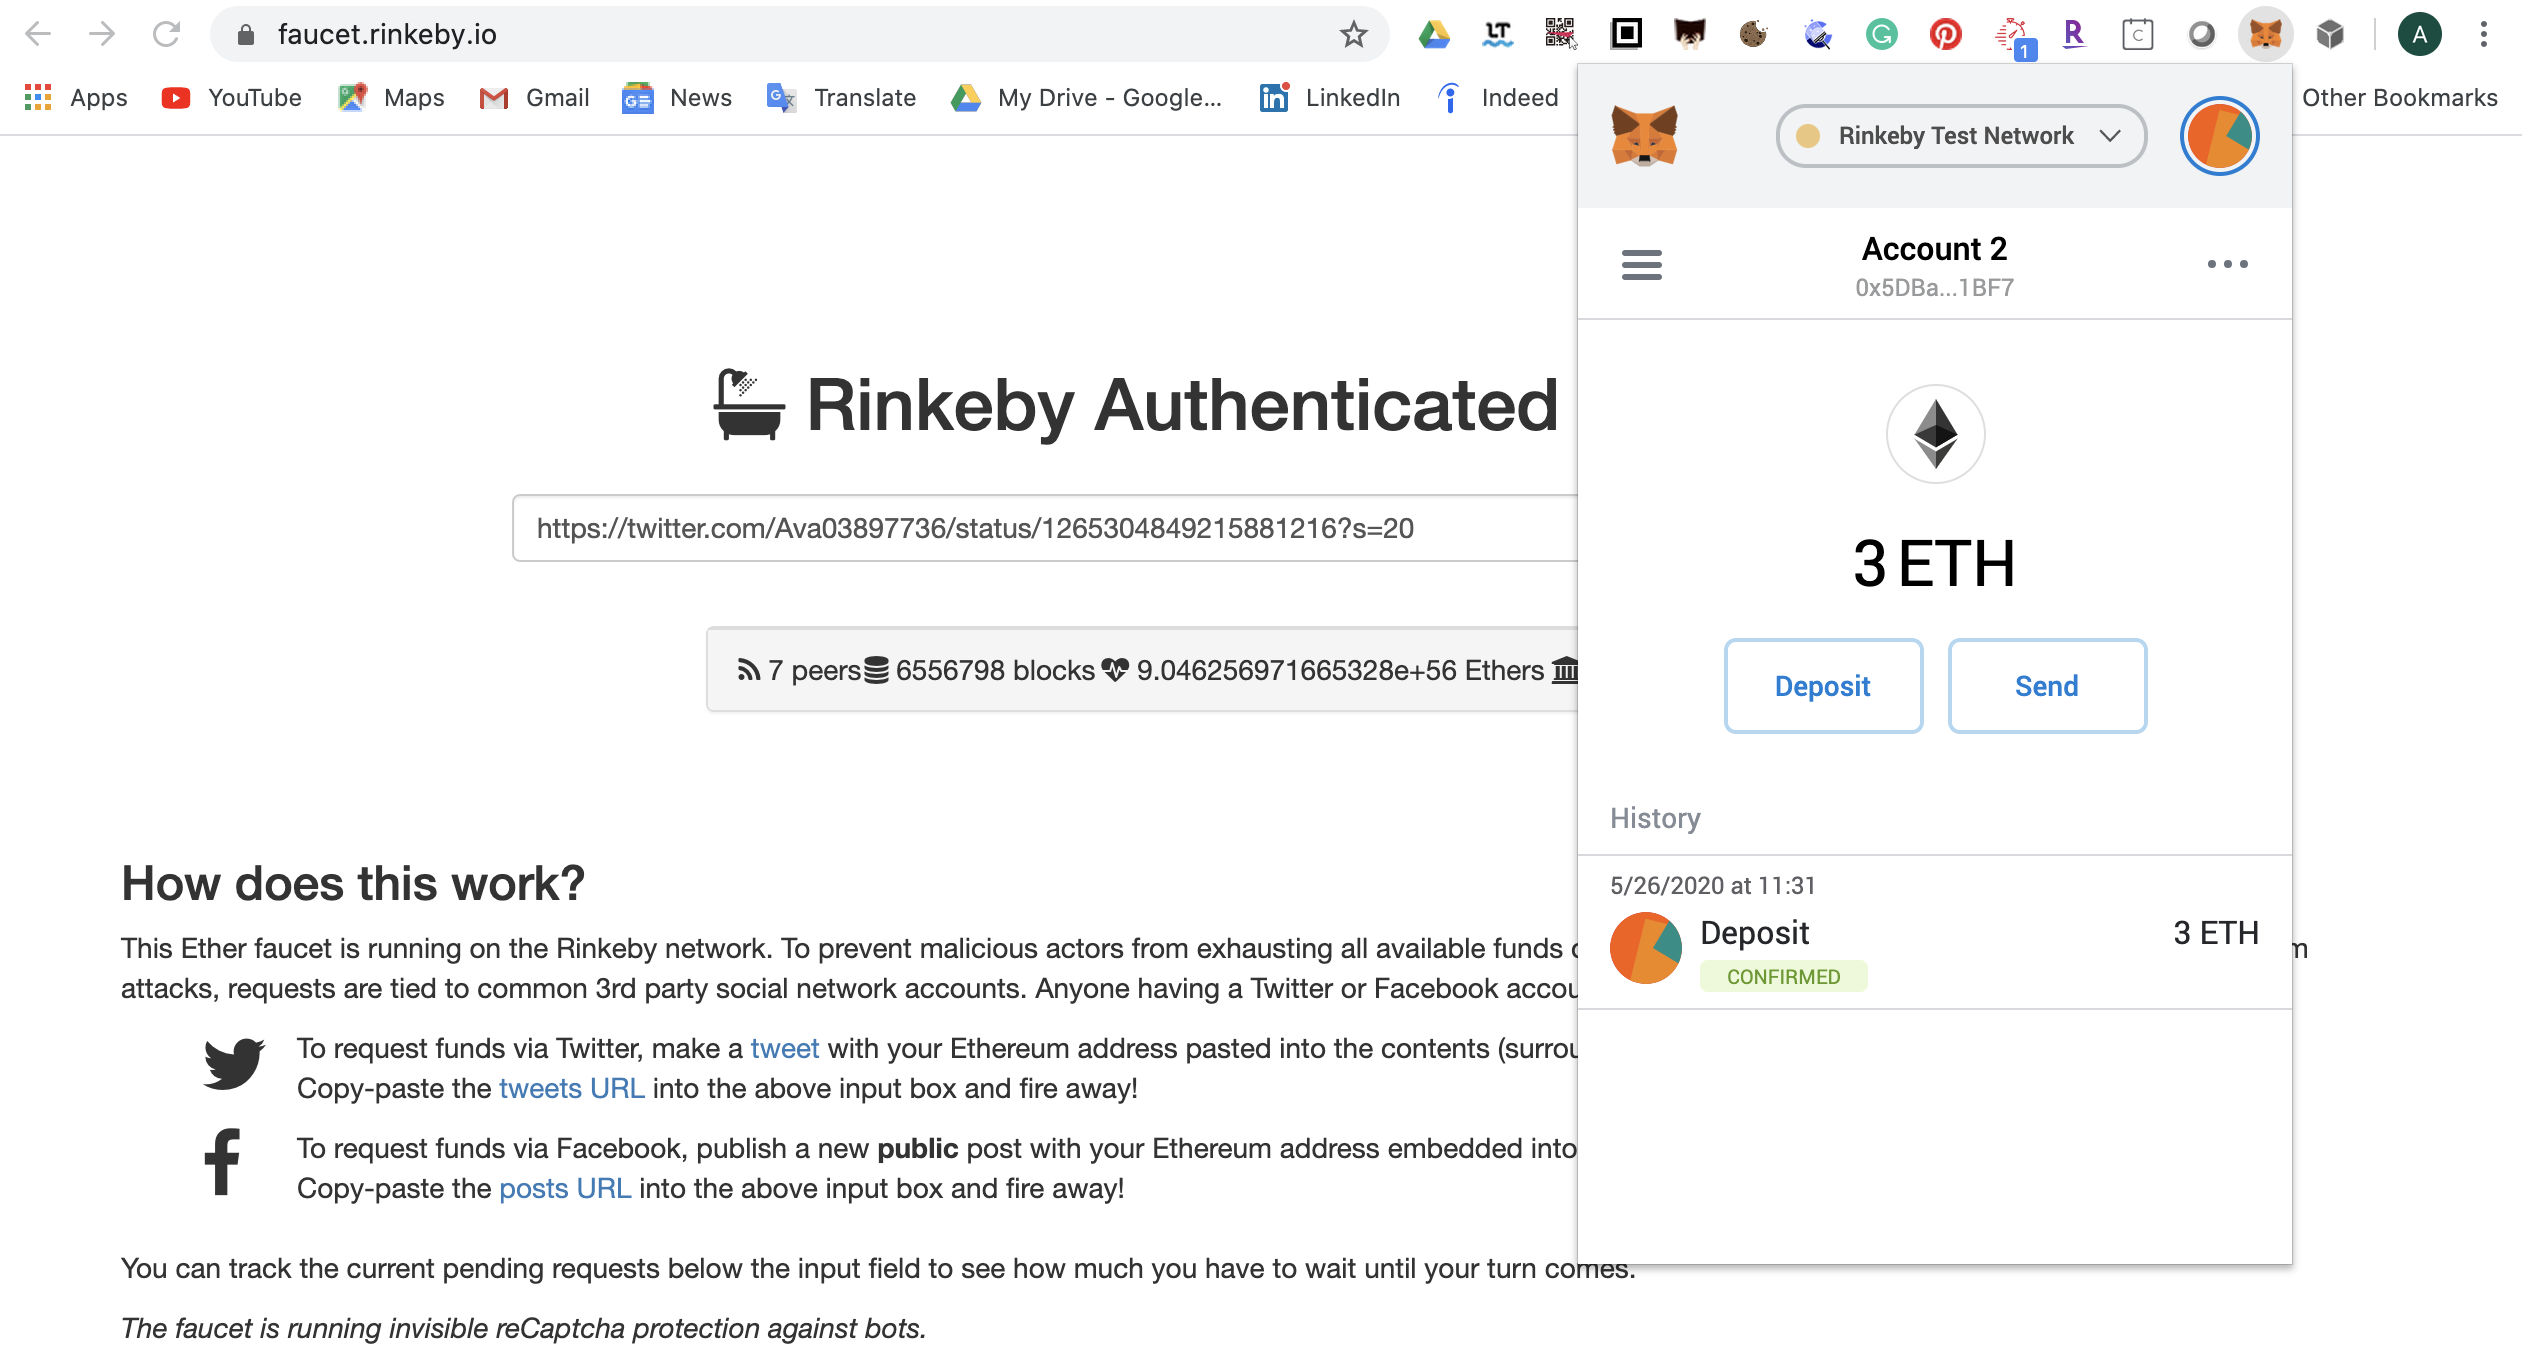 faucet.rinkeby.io
LT
1
R
C
A
Apps
YouTube
Maps
Gmail
News
Translate
My Drive - Google...
LinkedIn
Indeed
Other Bookmarks
Rinkeby Test Network
Account 2
0x5DBa...1BF7
3 ETH
Deposit
Send
History
5/26/2020 at 11:31
Deposit
3 ETH
CONFIRMED
Rinkeby Authenticated
https://twitter.com/Ava03897736/status/1265304849215881216?s=20
7 peers 6556798 blocks 9.046256971665328e+56 Ethers
How does this work?
This Ether faucet is running on the Rinkeby network. To prevent malicious actors from exhausting all available funds
attacks, requests are tied to common 3rd party social network accounts. Anyone having a Twitter or Facebook accou
To request funds via Twitter, make a tweet with your Ethereum address pasted into the contents (surrou
Copy-paste the tweets URL into the above input box and fire away!
To request funds via Facebook, publish a new public post with your Ethereum address embedded into
Copy-paste the posts URL into the above input box and fire away!
You can track the current pending requests below the input field to see how much you have to wait until your turn comes.
The faucet is running invisible reCaptcha protection against bots.